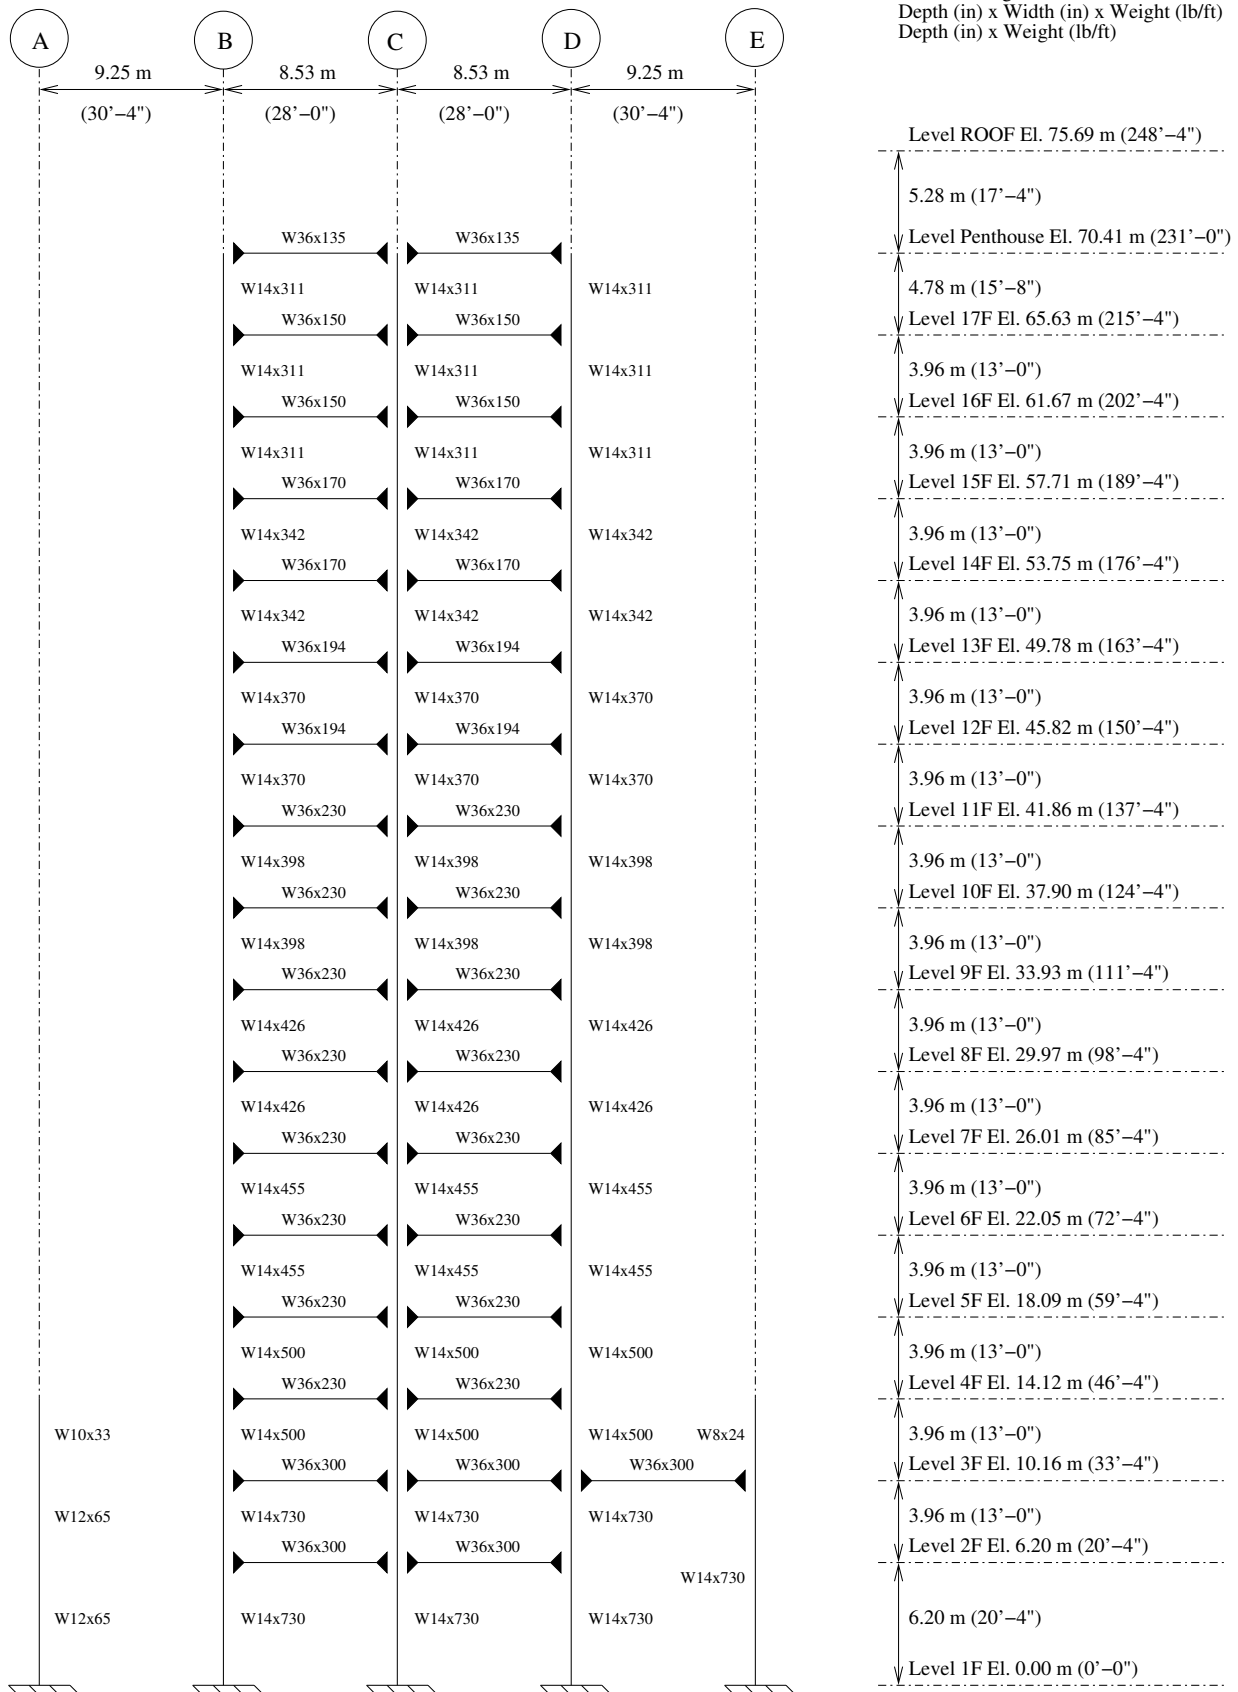 Depth (in) x Width (in) x Weight (lb/ft)
Depth (in) x Weight (lb/ft)
A B C D E
9.25 m 8.53 m 8.53 m 9.25 m
(30'−4") (28'−0") (28'−0") (30'−4")
Level ROOF El. 75.69 m (248'−4")
5.28 m (17'−4")
W36x135 W36x135 Level Penthouse El. 70.41 m (231'−0")
W14x311 W14x311 W14x311 4.78 m (15'−8")
W36x150 W36x150 Level 17F El. 65.63 m (215'−4")
W14x311 W14x311 W14x311 3.96 m (13'−0")
W36x150 W36x150 Level 16F El. 61.67 m (202'−4")
W14x311 W14x311 W14x311 3.96 m (13'−0")
W36x170 W36x170 Level 15F El. 57.71 m (189'−4")
W14x342 W14x342 W14x342 3.96 m (13'−0")
W36x170 W36x170 Level 14F El. 53.75 m (176'−4")
W14x342 W14x342 W14x342 3.96 m (13'−0")
W36x194 W36x194 Level 13F El. 49.78 m (163'−4")
W14x370 W14x370 W14x370 3.96 m (13'−0")
W36x194 W36x194 Level 12F El. 45.82 m (150'−4")
W14x370 W14x370 W14x370 3.96 m (13'−0")
W36x230 W36x230 Level 11F El. 41.86 m (137'−4")
W14x398 W14x398 W14x398 3.96 m (13'−0")
W36x230 W36x230 Level 10F El. 37.90 m (124'−4")
W14x398 W14x398 W14x398 3.96 m (13'−0")
W36x230 W36x230 Level 9F El. 33.93 m (111'−4")
W14x426 W14x426 W14x426 3.96 m (13'−0")
W36x230 W36x230 Level 8F El. 29.97 m (98'−4")
W14x426 W14x426 W14x426 3.96 m (13'−0")
W36x230 W36x230 Level 7F El. 26.01 m (85'−4")
W14x455 W14x455 W14x455 3.96 m (13'−0")
W36x230 W36x230 Level 6F El. 22.05 m (72'−4")
W14x455 W14x455 W14x455 3.96 m (13'−0")
W36x230 W36x230 Level 5F El. 18.09 m (59'−4")
W14x500 W14x500 W14x500 3.96 m (13'−0")
W36x230 W36x230 Level 4F El. 14.12 m (46'−4")
W10x33 W14x500 W14x500 W14x500 W8x24 3.96 m (13'−0")
W36x300 W36x300 W36x300 Level 3F El. 10.16 m (33'−4")
W12x65 W14x730 W14x730 W14x730 3.96 m (13'−0")
W36x300 W36x300 Level 2F El. 6.20 m (20'−4")
W14x730
W12x65 W14x730 W14x730 W14x730 6.20 m (20'−4")
Level 1F El. 0.00 m (0'−0")